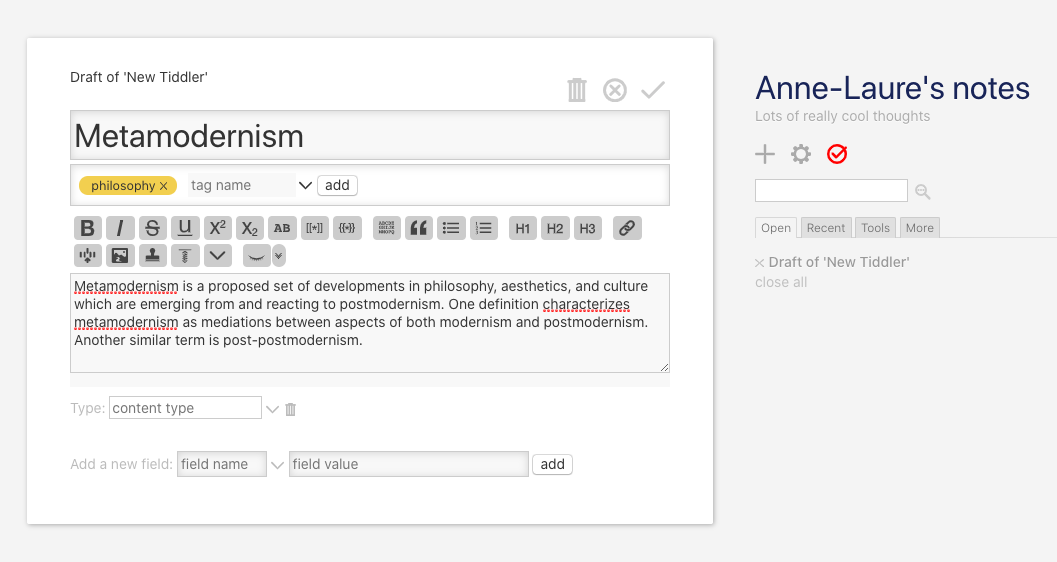 Draft of 'New Tiddler'
Metamodernism
philosophy × tag name add
B I S U X² X₂ AB [[*]] {{*}} H1 H2 H3
Metamodernism is a proposed set of developments in philosophy, aesthetics, and culture
which are emerging from and reacting to postmodernism. One definition characterizes
metamodernism as mediations between aspects of both modernism and postmodernism.
Another similar term is post-postmodernism.
Type: content type
Add a new field: field name field value add
Anne-Laure's notes
Lots of really cool thoughts
Open Recent Tools More
× Draft of 'New Tiddler'
close all